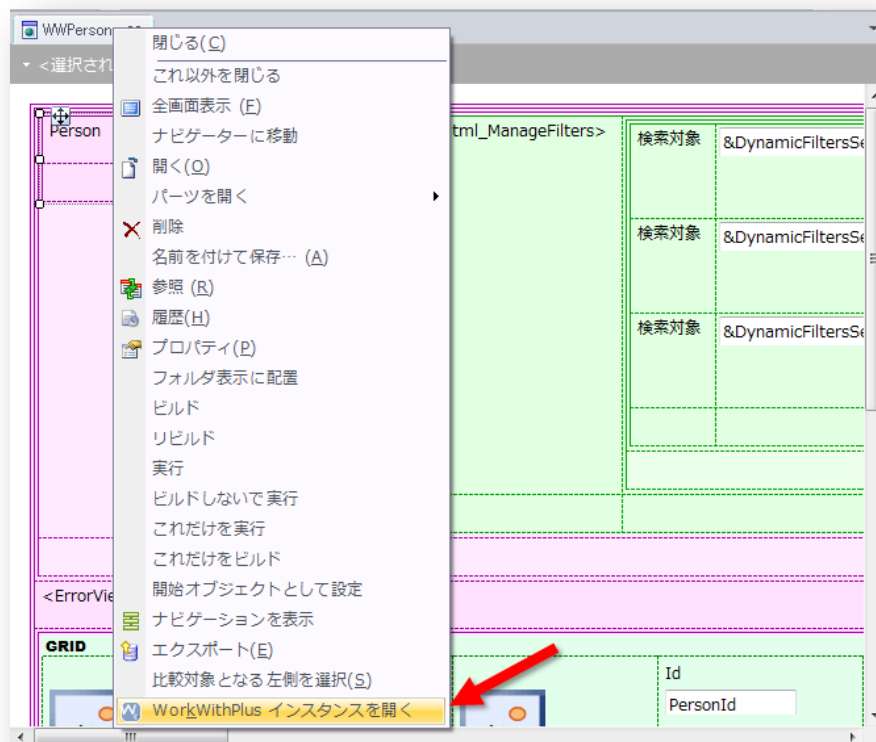 WWPerson
<選択され
Person
tml_ManageFilters>
検索対象
&DynamicFiltersSe
検索対象
&DynamicFiltersSe
検索対象
&DynamicFiltersSe
<ErrorVie
GRID
Id
PersonId
閉じる(C)
これ以外を閉じる
全画面表示 (F)
ナビゲーターに移動
開く(O)
パーツを開く
削除
名前を付けて保存… (A)
参照 (R)
履歴(H)
プロパティ(P)
フォルダ表示に配置
ビルド
リビルド
実行
ビルドしないで実行
これだけを実行
これだけをビルド
開始オブジェクトとして設定
ナビゲーションを表示
エクスポート(E)
比較対象となる左側を選択(S)
WorkWithPlus インスタンスを開く